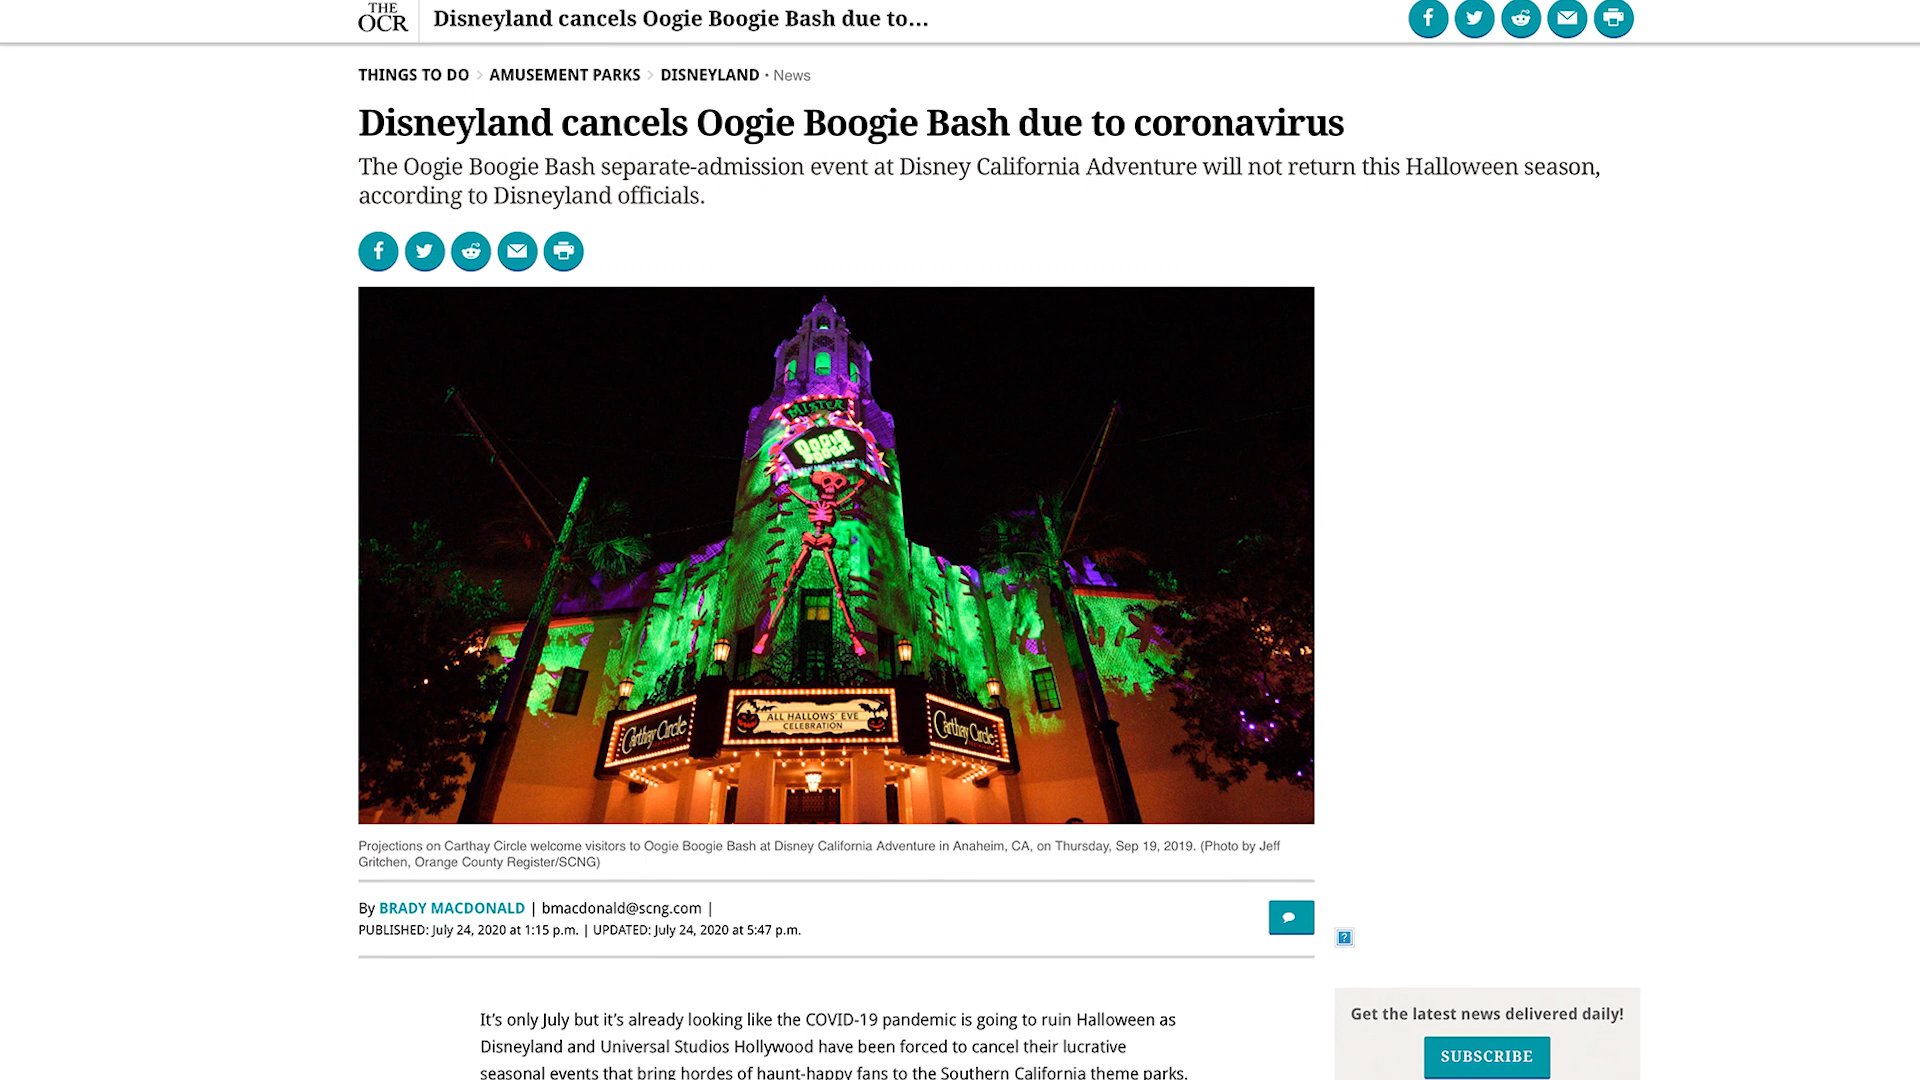 THE
OCR
Disneyland cancels Oogie Boogie Bash due to…
THINGS TO DO > AMUSEMENT PARKS > DISNEYLAND • News
Disneyland cancels Oogie Boogie Bash due to coronavirus
The Oogie Boogie Bash separate-admission event at Disney California Adventure will not return this Halloween season,
according to Disneyland officials.
MISTER
OOGIE
BOOGIE
ALL HALLOWS' EVE
CELEBRATION
Carthay Circle
RESTAURANT
Carthay Circle
RESTAURANT
Projections on Carthay Circle welcome visitors to Oogie Boogie Bash at Disney California Adventure in Anaheim, CA, on Thursday, Sep 19, 2019. (Photo by Jeff
Gritchen, Orange County Register/SCNG)
By BRADY MACDONALD | bmacdonald@scng.com |
PUBLISHED: July 24, 2020 at 1:15 p.m. | UPDATED: July 24, 2020 at 5:47 p.m.
It’s only July but it’s already looking like the COVID-19 pandemic is going to ruin Halloween as
Disneyland and Universal Studios Hollywood have been forced to cancel their lucrative
seasonal events that bring hordes of haunt-happy fans to the Southern California theme parks.
Get the latest news delivered daily!
SUBSCRIBE